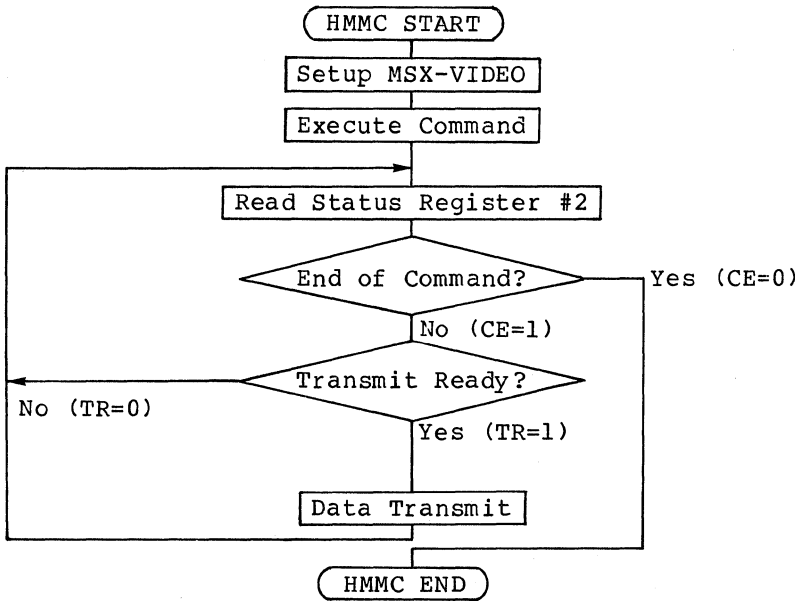 HMMC START
Setup MSX-VIDEO
Execute Command
Read Status Register #2
End of Command?
Yes (CE=0)
No (CE=1)
Transmit Ready?
No (TR=0)
Yes (TR=1)
Data Transmit
HMMC END